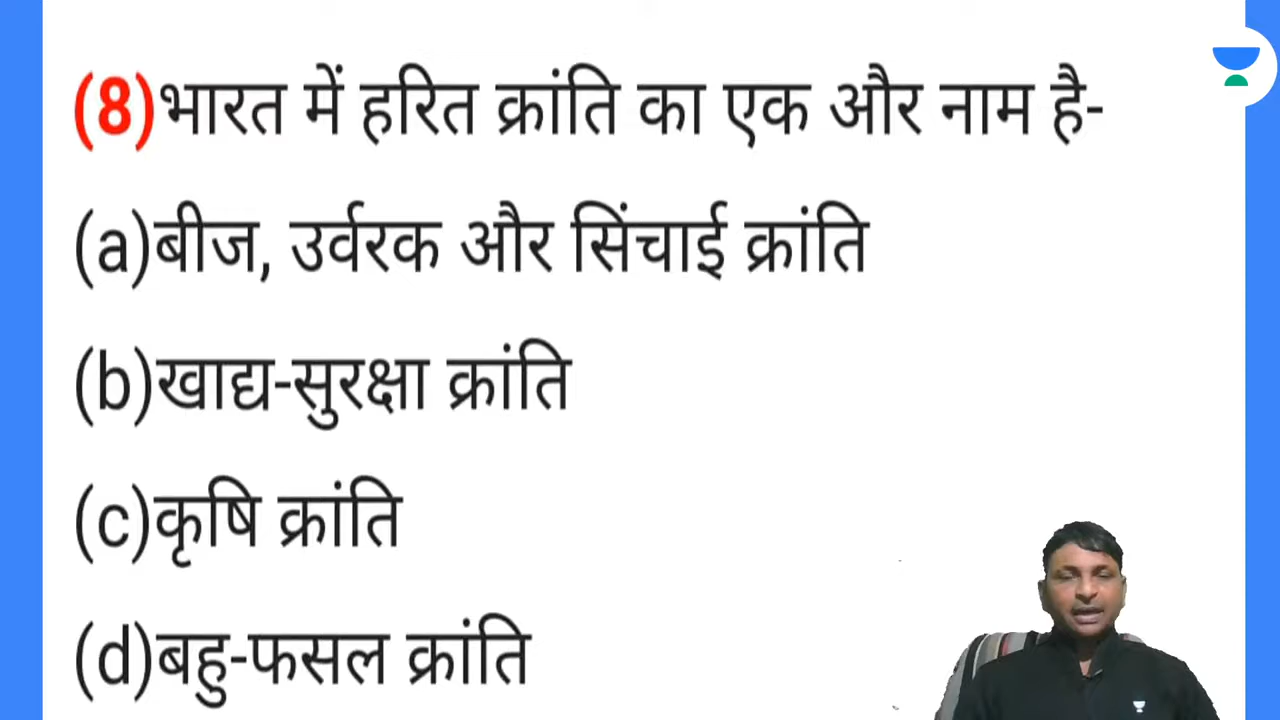 (8)भारत में हरित क्रांति का एक और नाम है-
(a)बीज, उर्वरक और सिंचाई क्रांति
(b)खाद्य-सुरक्षा क्रांति
(c)कृषि क्रांति
(d)बहु-फसल क्रांति